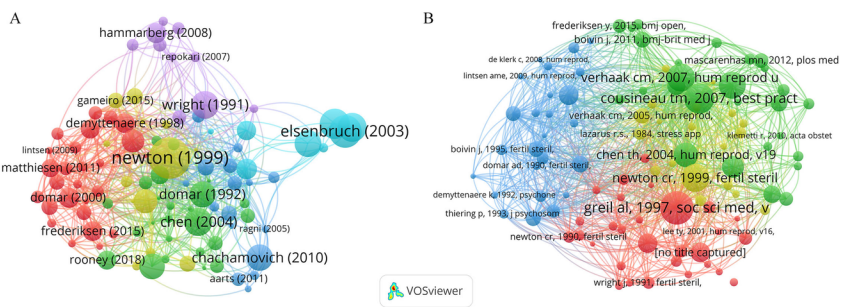 A
hammarberg (2008)
repokari (2007)
gameiro (2015)
wright (1991)
demyttenaere (1998)
elsenbruch (2003)
lintsen (2009)
newton (1999)
matthiesen (2011)
domar (2000)
domar (1992)
chen (2004)
frederiksen (2015)
ragni (2005)
rooney (2018)
chachamovich (2010)
aarts (2011)
B
frederiksen y, 2015, bmj open,
boivin j, 2011, bmj-brit med j
de klerk c, 2008, hum reprod,
mascarenhas mn, 2012, plos med
lintsen ame, 2009, hum reprod,
verhaak cm, 2007, hum reprod u
cousineau tm, 2007, best pract
verhaak cm, 2005, hum reprod,
lazarus r.s., 1984, stress app
klemetti r, 2010, acta obstet
boivin j, 1995, fertil steril,
chen th, 2004, hum reprod, v19
domar ad, 1990, fertil steril,
newton cr, 1999, fertil steril
demyttenaere k, 1992, psychone
greil al, 1997, soc sci med, v
thiering p, 1993, j psychosom
lee ty, 2001, hum reprod, v16,
newton cr, 1990, fertil steril
[no title captured]
wright j, 1991, fertil steril,
VOSviewer